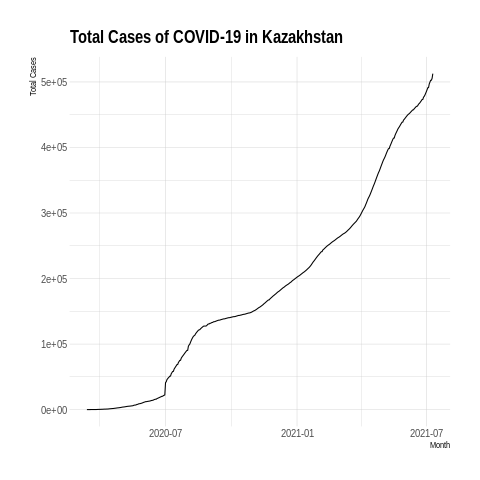 Total Cases of COVID-19 in Kazakhstan
Total Cases
5e+05
4e+05
3e+05
2e+05
1e+05
0e+00
2020-07 2021-01 2021-07
Month